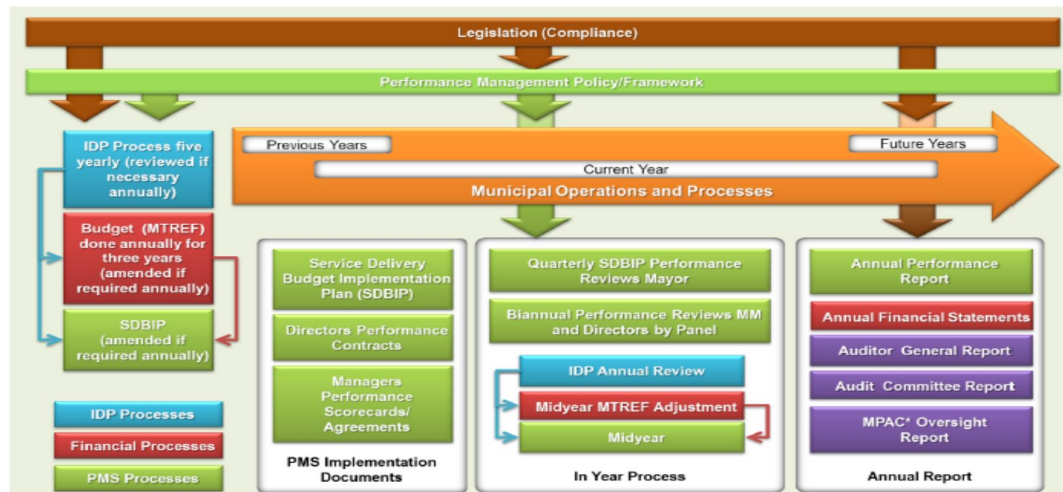 Legislation (Compliance)
Performance Management Policy/Framework
IDP Process five
yearly (reviewed if
necessary
annually)
Budget (MTREF)
done annually for
three years
(amended if
required annually)
SDBIP
(amended if
required annually)
IDP Processes
Financial Processes
PMS Processes
Previous Years
Future Years
Current Year
Municipal Operations and Processes
Service Delivery
Budget Implementation
Plan (SDBIP)
Directors Performance
Contracts
Managers
Performance
Scorecards/
Agreements
PMS Implementation
Documents
Quarterly SDBIP Performance
Reviews Mayor
Biannual Performance Reviews MM
and Directors by Panel
IDP Annual Review
Midyear MTREF Adjustment
Midyear
In Year Process
Annual Performance
Report
Annual Financial Statements
Auditor General Report
Audit Committee Report
MPAC* Oversight
Report
Annual Report